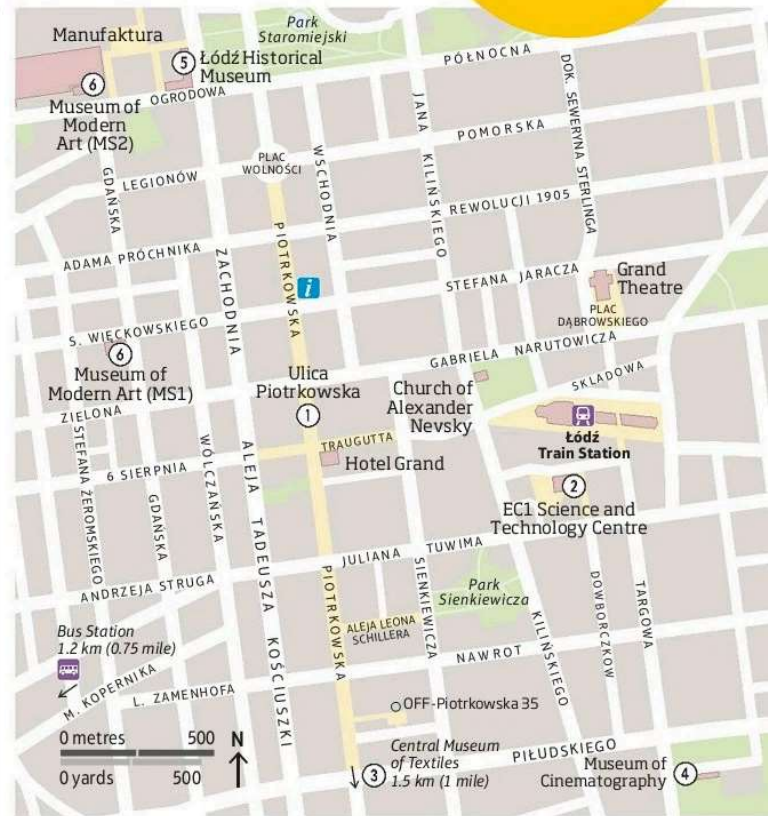 Park
Staromiejski
Manufaktura
5
Łódź Historical
Museum
PÓŁNOCNA
6
Museum of
Modern
Art (MS2)
OGRODOWA
DOK. SEWERYNA STERLINGA
JANA KILIŃSKIEGO
POMORSKA
PLAC
WOLNOŚCI
WSCHODNIA
GDAŃSKA
LEGIONÓW
REWOLUCJI 1905
PIOTRKOWSKA
ADAMA PRÓCHNIKA
ZACHODNIA
STEFANA JARACZA
Grand
Theatre
i
PLAC
DĄBROWSKIEGO
S. WIĘCKOWSKIEGO
GABRIELA NARUTOWICZA
6
Museum of
Modern Art (MS1)
Ulica
Piotrkowska
1
Church of
Alexander
Nevsky
SKLADOWA
ZIELONA
Łódź
Train Station
TRAUGUTTA
Hotel Grand
STEFANA ŻEROMSKIEGO
6 SIERPNIA
WÓLCZAŃSKA
ALEJA TADEUSZA KOŚCIUSZKI
GDAŃSKA
2
EC1 Science and
Technology Centre
JULIANA TUWIMA
ANDRZEJA STRUGA
PIOTRKOWSKA
SIENKIEWICZA
Park
Sienkiewicza
KILIŃSKIEGO
DOWBORCZKOW
TARGOWA
ALEJA LEONA
SCHILLERA
Bus Station
1.2 km (0.75 mile)
NAWROT
M. KOPERNIKA
L. ZAMENHOFA
OFF-Piotrkowska 35
0 metres 500
N
0 yards 500
3
Central Museum
of Textiles
1.5 km (1 mile)
PIŁUDSKIEGO
Museum of
Cinematography
4